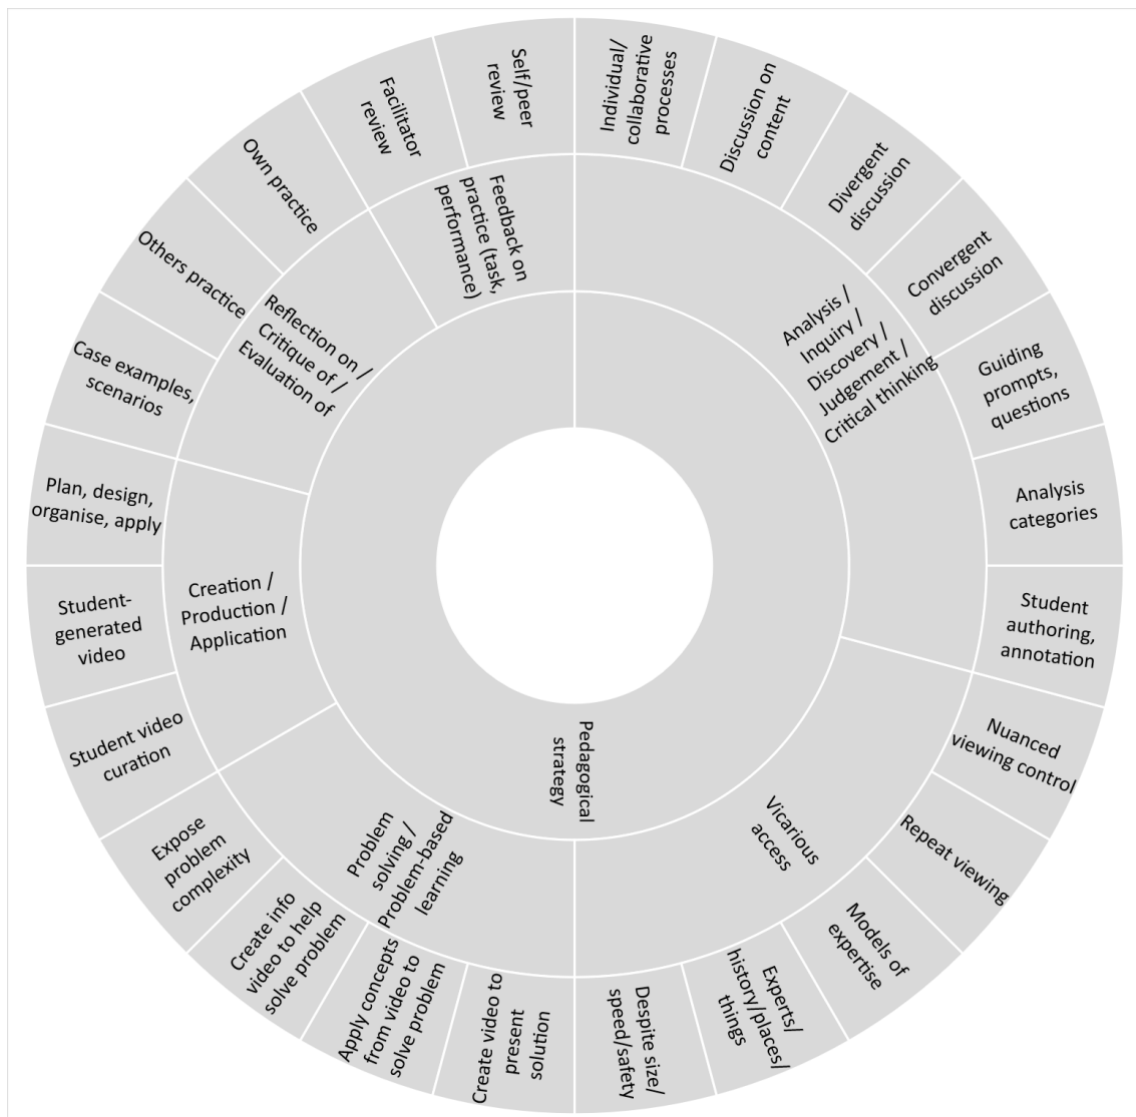 Individual/
collaborative
processes
Discussion on
content
Divergent
discussion
Convergent
discussion
Guiding
prompts,
questions
Analysis
categories
Student
authoring,
annotation
Nuanced
viewing control
Repeat viewing
Models of
expertise
Experts/
history/places/
things
Despite size/
speed/safety
Create video to
present
solution
Apply concepts
from video to
solve problem
Create info
video to help
solve problem
Expose
problem
complexity
Student video
curation
Student-
generated
video
Plan, design,
organise, apply
Case examples,
scenarios
Others practice
Own practice
Facilitator
review
Self/peer
review
Analysis /
Inquiry /
Discovery /
Judgement /
Critical thinking
Vicarious
access
Problem
solving /
Problem-based
learning
Creation /
Production /
Application
Reflection on /
Critique of /
Evaluation of
Feedback on
practice (task,
performance)
Pedagogical
strategy